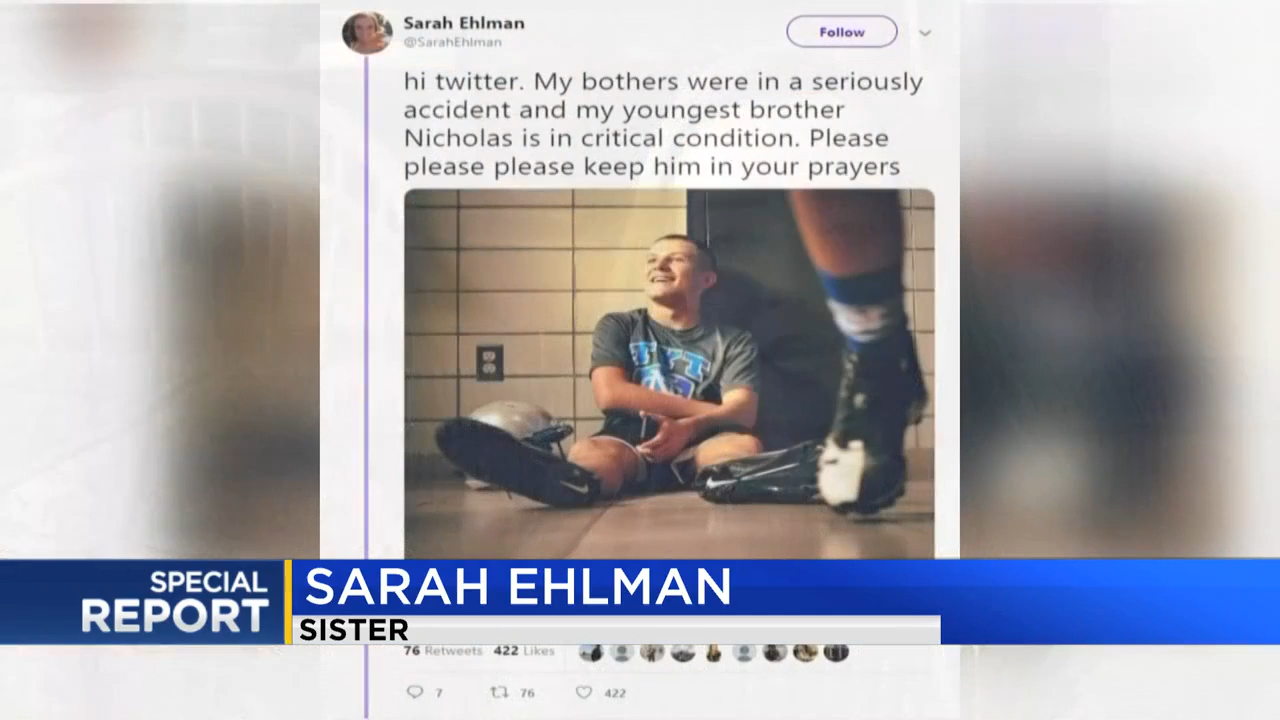 Sarah Ehlman
@SarahEhlman
Follow
hi twitter. My bothers were in a seriously
accident and my youngest brother
Nicholas is in critical condition. Please
please please keep him in your prayers
TYT
SPECIAL
REPORT
SARAH EHLMAN
SISTER
76 Retweets 422 Likes
7 76 422